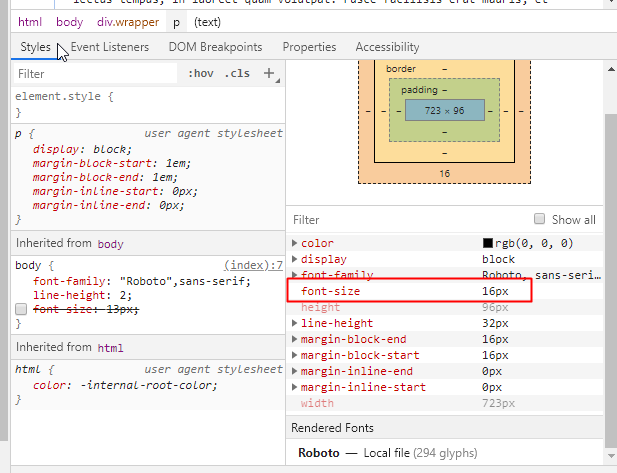 lectus tempus, in laoreet quam volutpat. Fusce facilisis erat mauris, et
html body div.wrapper p (text)
Styles Event Listeners DOM Breakpoints Properties Accessibility
Filter :hov .cls +
element.style {
}
p { user agent stylesheet
display: block;
margin-block-start: 1em;
margin-block-end: 1em;
margin-inline-start: 0px;
margin-inline-end: 0px;
}
Inherited from body
body { (index):7
font-family: "Roboto",sans-serif;
line-height: 2;
font-size: 13px;
}
Inherited from html
html { user agent stylesheet
color: -internal-root-color;
}
border –
padding –
– – – 723 × 96 – – –
–
–
16
Filter Show all
color rgb(0, 0, 0)
display block
font-family Roboto, sans-seri…
font-size 16px
height 96px
line-height 32px
margin-block-end 16px
margin-block-start 16px
margin-inline-end 0px
margin-inline-start 0px
width 723px
Rendered Fonts
Roboto — Local file (294 glyphs)